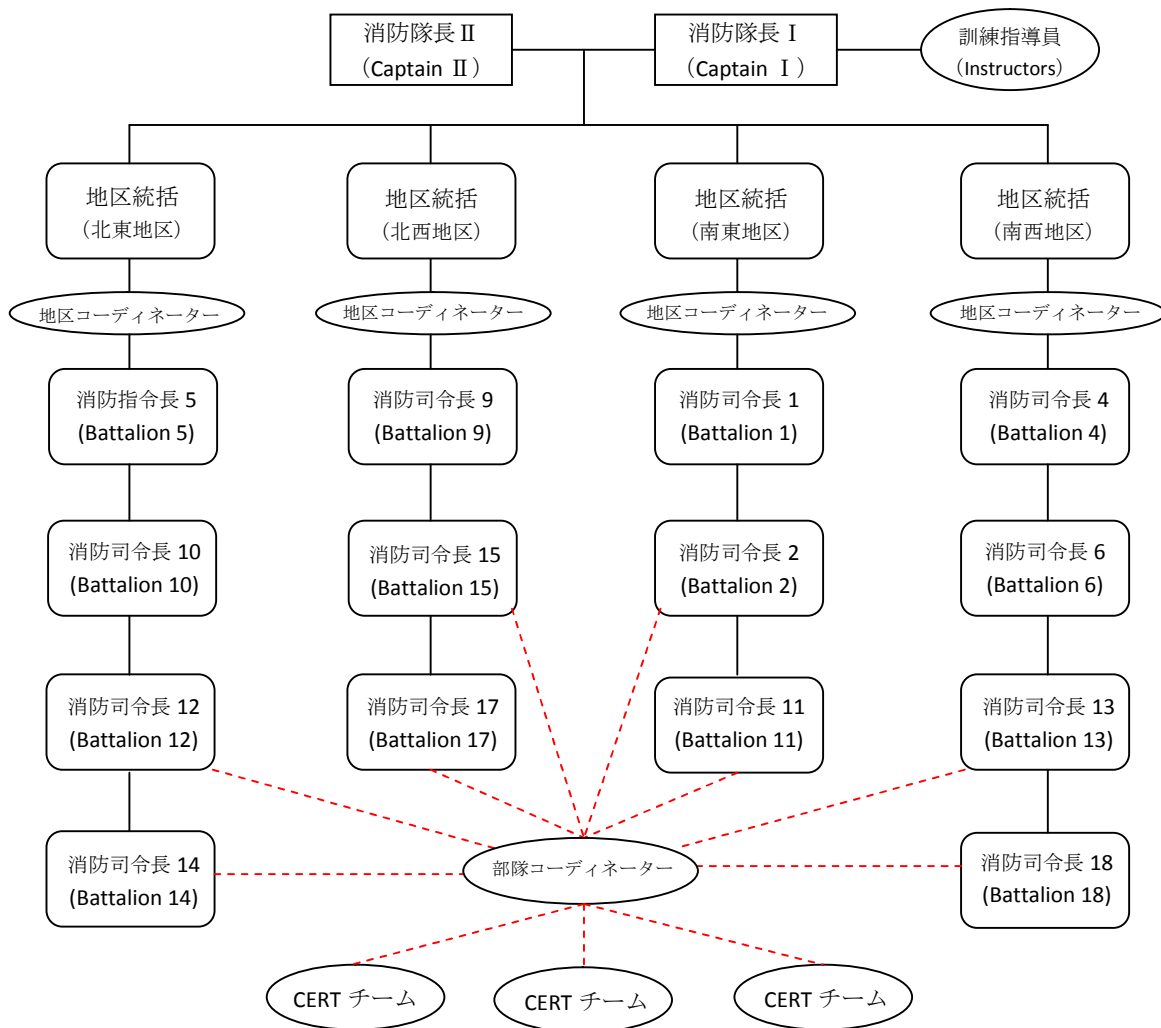 消防隊長Ⅱ
(Captain Ⅱ)
消防隊長Ⅰ
(Captain Ⅰ)
訓練指導員
(Instructors)
地区統括
(北東地区)
地区統括
(北西地区)
地区統括
(南東地区)
地区統括
(南西地区)
地区コーディネーター
地区コーディネーター
地区コーディネーター
地区コーディネーター
消防指令長 5
(Battalion 5)
消防司令長 9
(Battalion 9)
消防司令長 1
(Battalion 1)
消防司令長 4
(Battalion 4)
消防司令長 10
(Battalion 10)
消防司令長 15
(Battalion 15)
消防司令長 2
(Battalion 2)
消防司令長 6
(Battalion 6)
消防司令長 12
(Battalion 12)
消防司令長 17
(Battalion 17)
消防司令長 11
(Battalion 11)
消防司令長 13
(Battalion 13)
消防司令長 14
(Battalion 14)
部隊コーディネーター
消防司令長 18
(Battalion 18)
CERT チーム
CERT チーム
CERT チーム